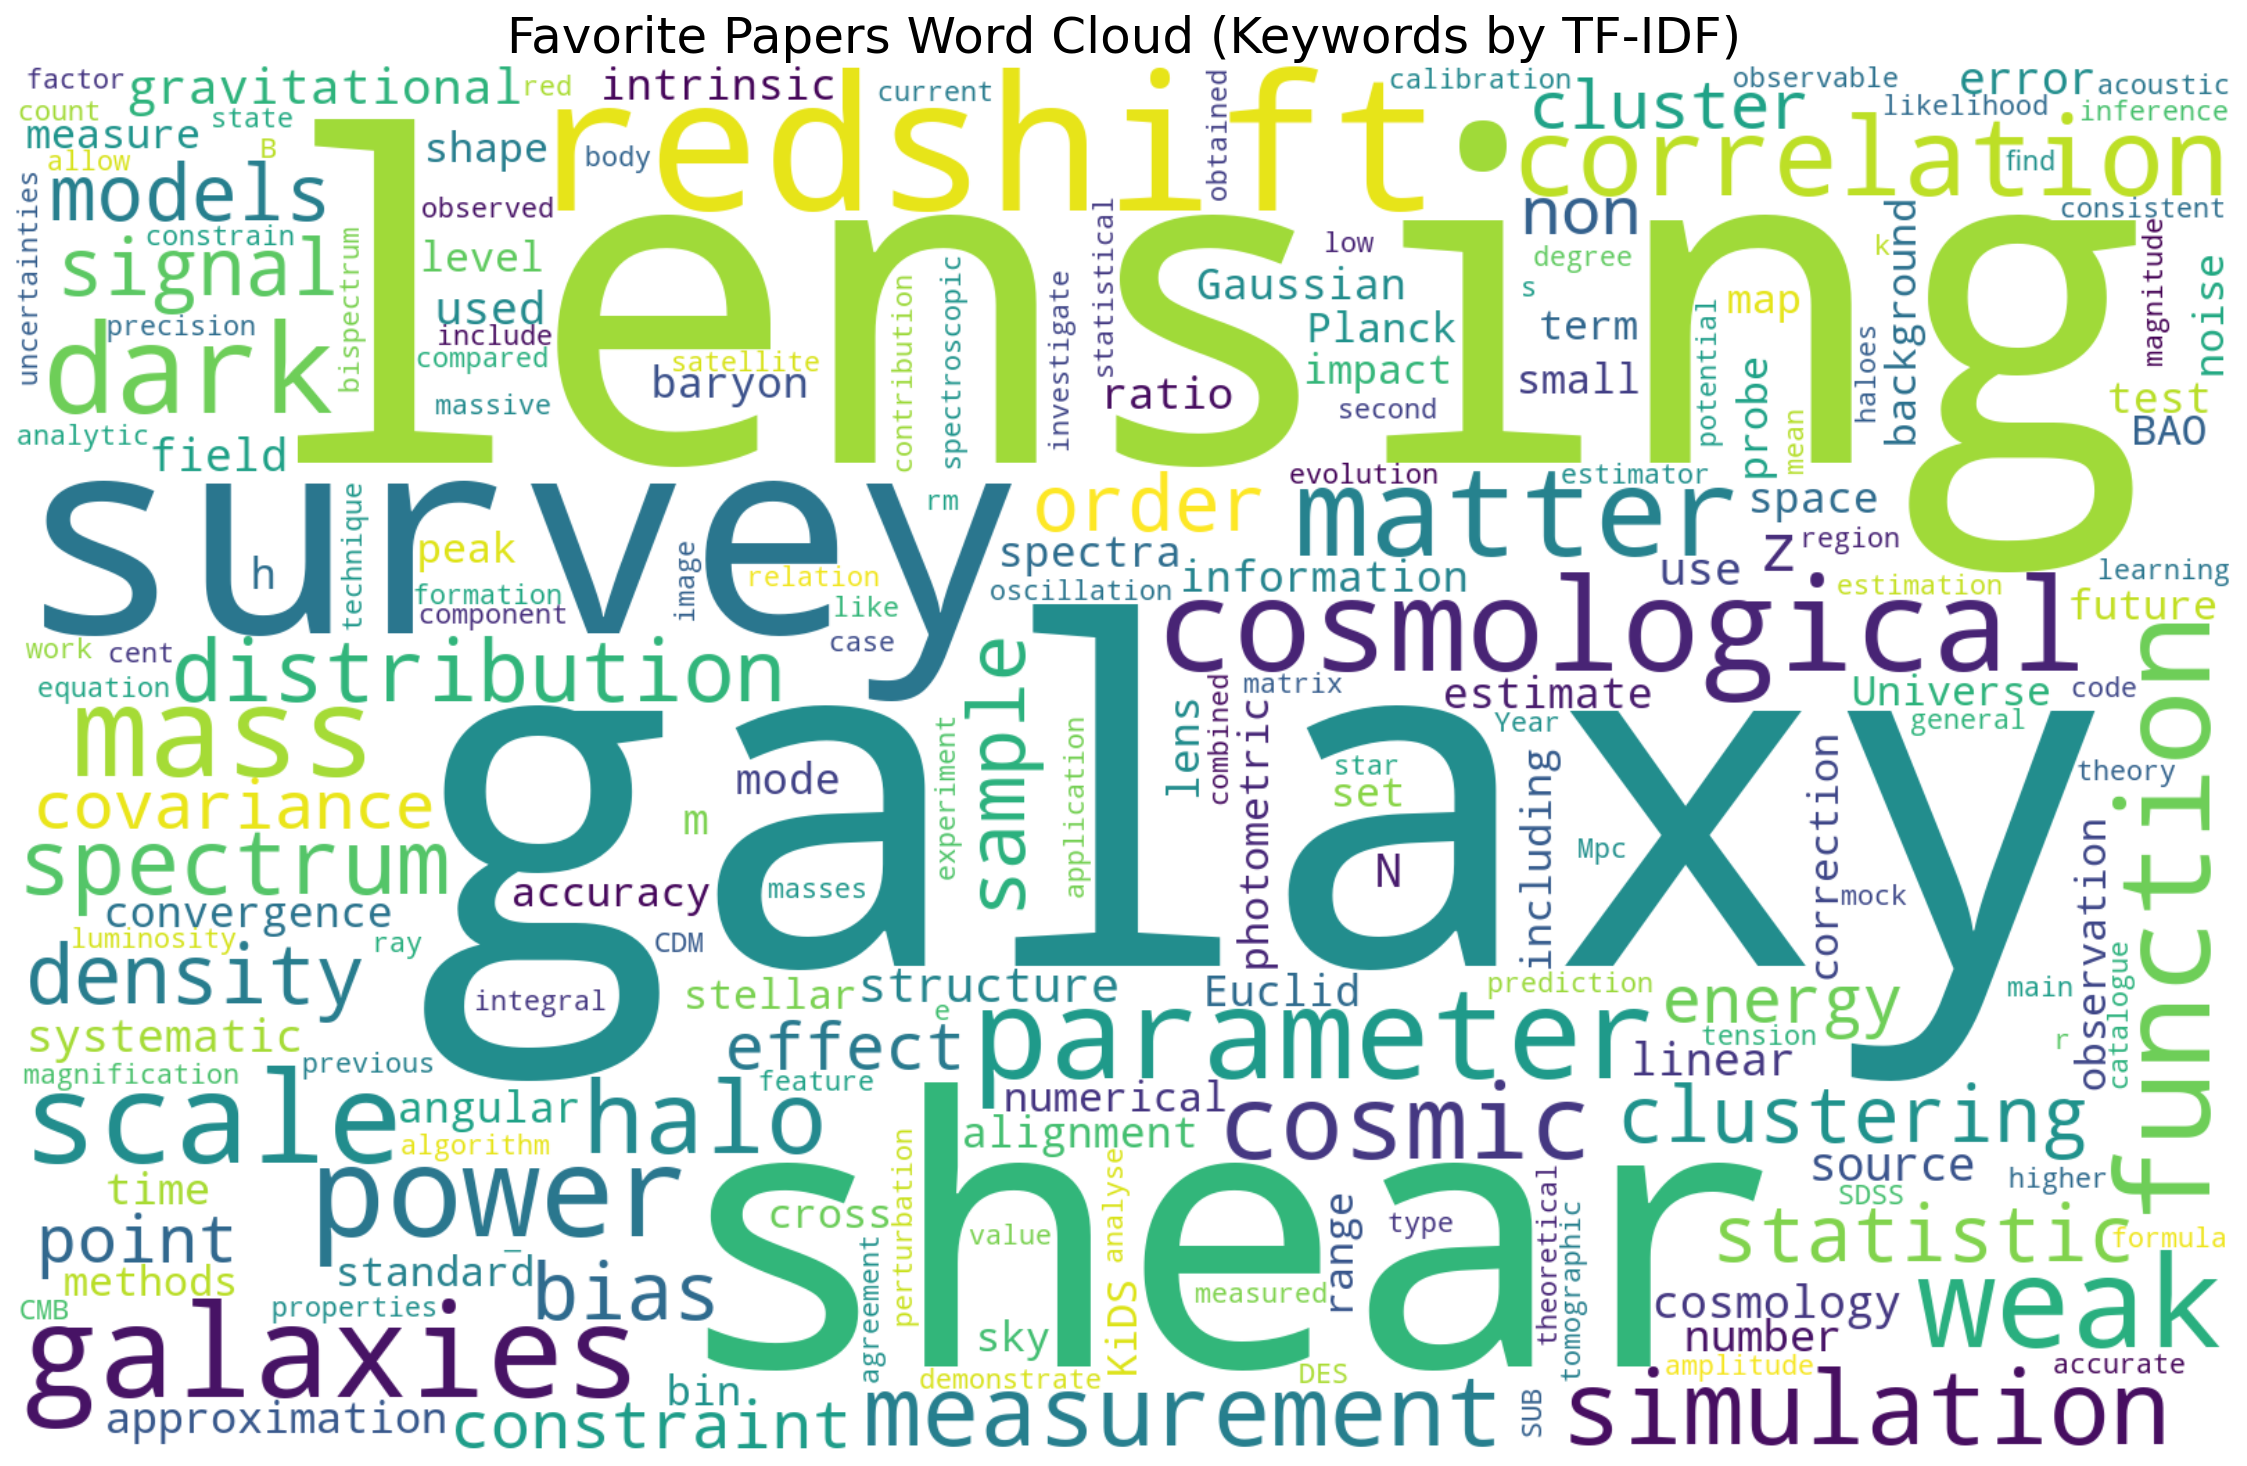 Favorite Papers Word Cloud (Keywords by TF-IDF)
factor
gravitational
red
intrinsic
current
calibration
observable
error
acoustic
count
state
redshift
obtained
cluster
likelihood
inference
measure
B
shape
body
correlation
allow
find
models
observed
statistical
non
consistent
uncertainties
constrain
lensing
low
k
background
magnitude
signal
bispectrum
level
contribution
spectroscopic
investigate
Gaussian
degree
s
noise
precision
used
Planck
term
map
potential
include
dark
compared
satellite
impact
small
probe
haloes
baryon
ratio
second
mean
test
massive
BAO
analytic
field
evolution
estimator
survey
technique
rm
order
matter
space
peak
image
spectra
Z
region
h
relation
oscillation
information
use
estimation
learning
formation
component
like
future
case
cosmological
work
cent
distribution
sample
function
equation
matrix
estimate
Universe
code
mass
galaxy
experiment
application
lens
combined
photometric
Year
general
mode
star
including
correction
theory
covariance
m
set
spectrum
accuracy
masses
N
Mpc
mock
observation
convergence
luminosity
ray
CDM
density
integral
stellar
structure
Euclid
prediction
energy
main
catalogue
systematic
e
parameter
tension
r
previous
effect
linear
magnification
feature
scale
angular
halo
numerical
cosmic
clustering
algorithm
alignment
time
power
shear
perturbation
analyse
source
higher
theoretical
SDSS
tomographic
cross
range
type
point
value
statistic
formula
standard
_
methods
bias
agreement
KiDS
measured
weak
CMB
properties
cosmology
galaxies
sky
number
bin
demonstrate
DES
amplitude
accurate
approximation
constraint
measurement
SUB
simulation